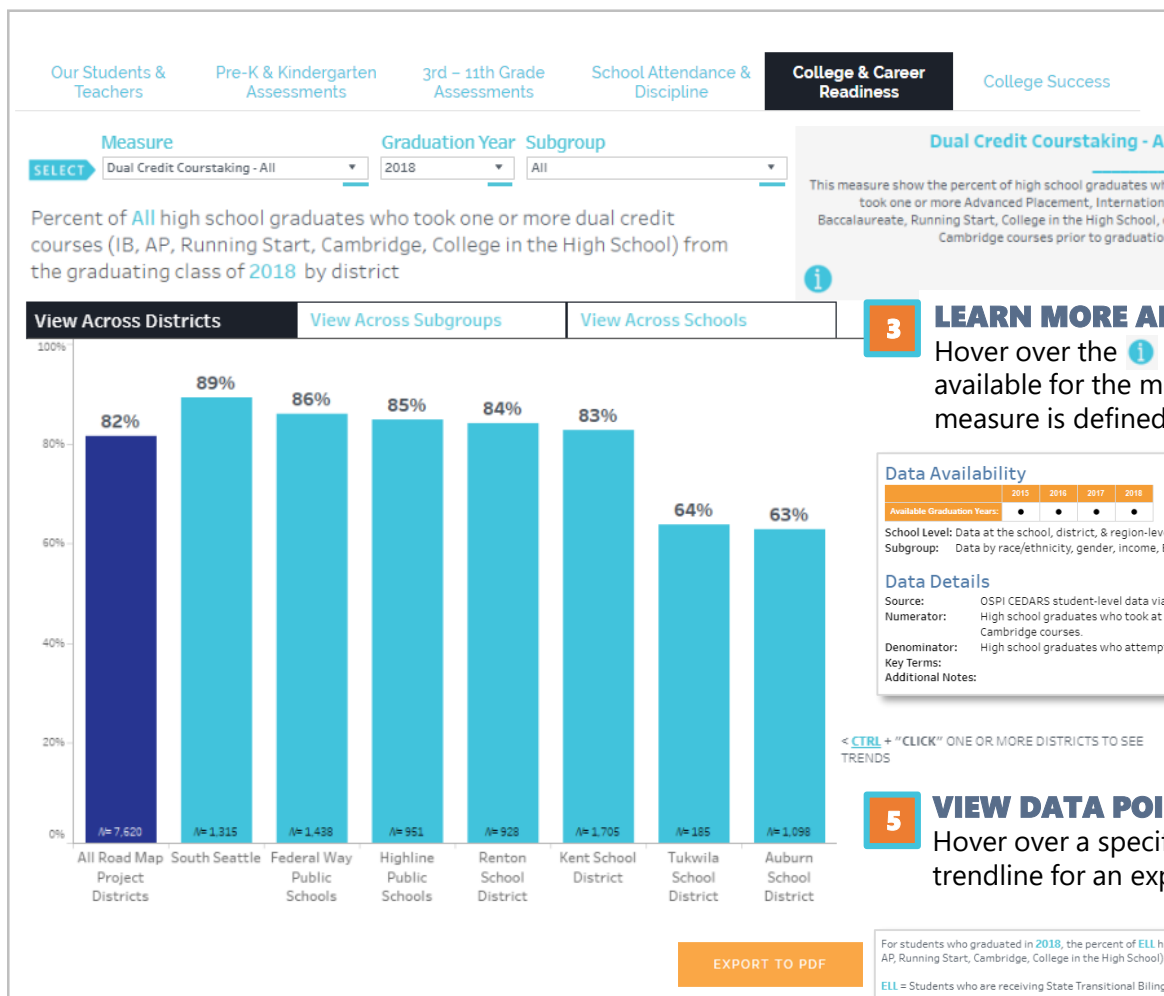 Our Students &
Teachers
Pre-K & Kindergarten
Assessments
3rd – 11th Grade
Assessments
School Attendance &
Discipline
College & Career
Readiness
College Success
Measure
Graduation Year
Subgroup
SELECT
Dual Credit Courstaking - All
2018
All
Dual Credit Courstaking - A
This measure show the percent of high school graduates wh
took one or more Advanced Placement, Internation
Baccalaureate, Running Start, College in the High School,
Cambridge courses prior to graduatio
Percent of All high school graduates who took one or more dual credit
courses (IB, AP, Running Start, Cambridge, College in the High School) from
the graduating class of 2018 by district
View Across Districts
View Across Subgroups
View Across Schools
100%
80%
60%
40%
20%
0%
82%
89%
86%
85%
84%
83%
64%
63%
N= 7,620
N= 1,315
N= 1,438
N= 951
N= 928
N= 1,705
N= 185
N= 1,098
All Road Map
Project
Districts
South Seattle
Federal Way
Public
Schools
Highline
Public
Schools
Renton
School
District
Kent School
District
Tukwila
School
District
Auburn
School
District
EXPORT TO PDF
3
LEARN MORE A
Hover over the i
available for the m
measure is defined
Data Availability
2015 2016 2017 2018
Available Graduation Years: ● ● ● ●
School Level: Data at the school, district, & region-lev
Subgroup: Data by race/ethnicity, gender, income,
Data Details
Source: OSPI CEDARS student-level data via
Numerator: High school graduates who took at
Cambridge courses.
Denominator: High school graduates who attemp
Key Terms:
Additional Notes:
< CTRL + "CLICK" ONE OR MORE DISTRICTS TO SEE
TRENDS
5
VIEW DATA POI
Hover over a specif
trendline for an exp
For students who graduated in 2018, the percent of ELL h
AP, Running Start, Cambridge, College in the High School)
ELL = Students who are receiving State Transitional Biling